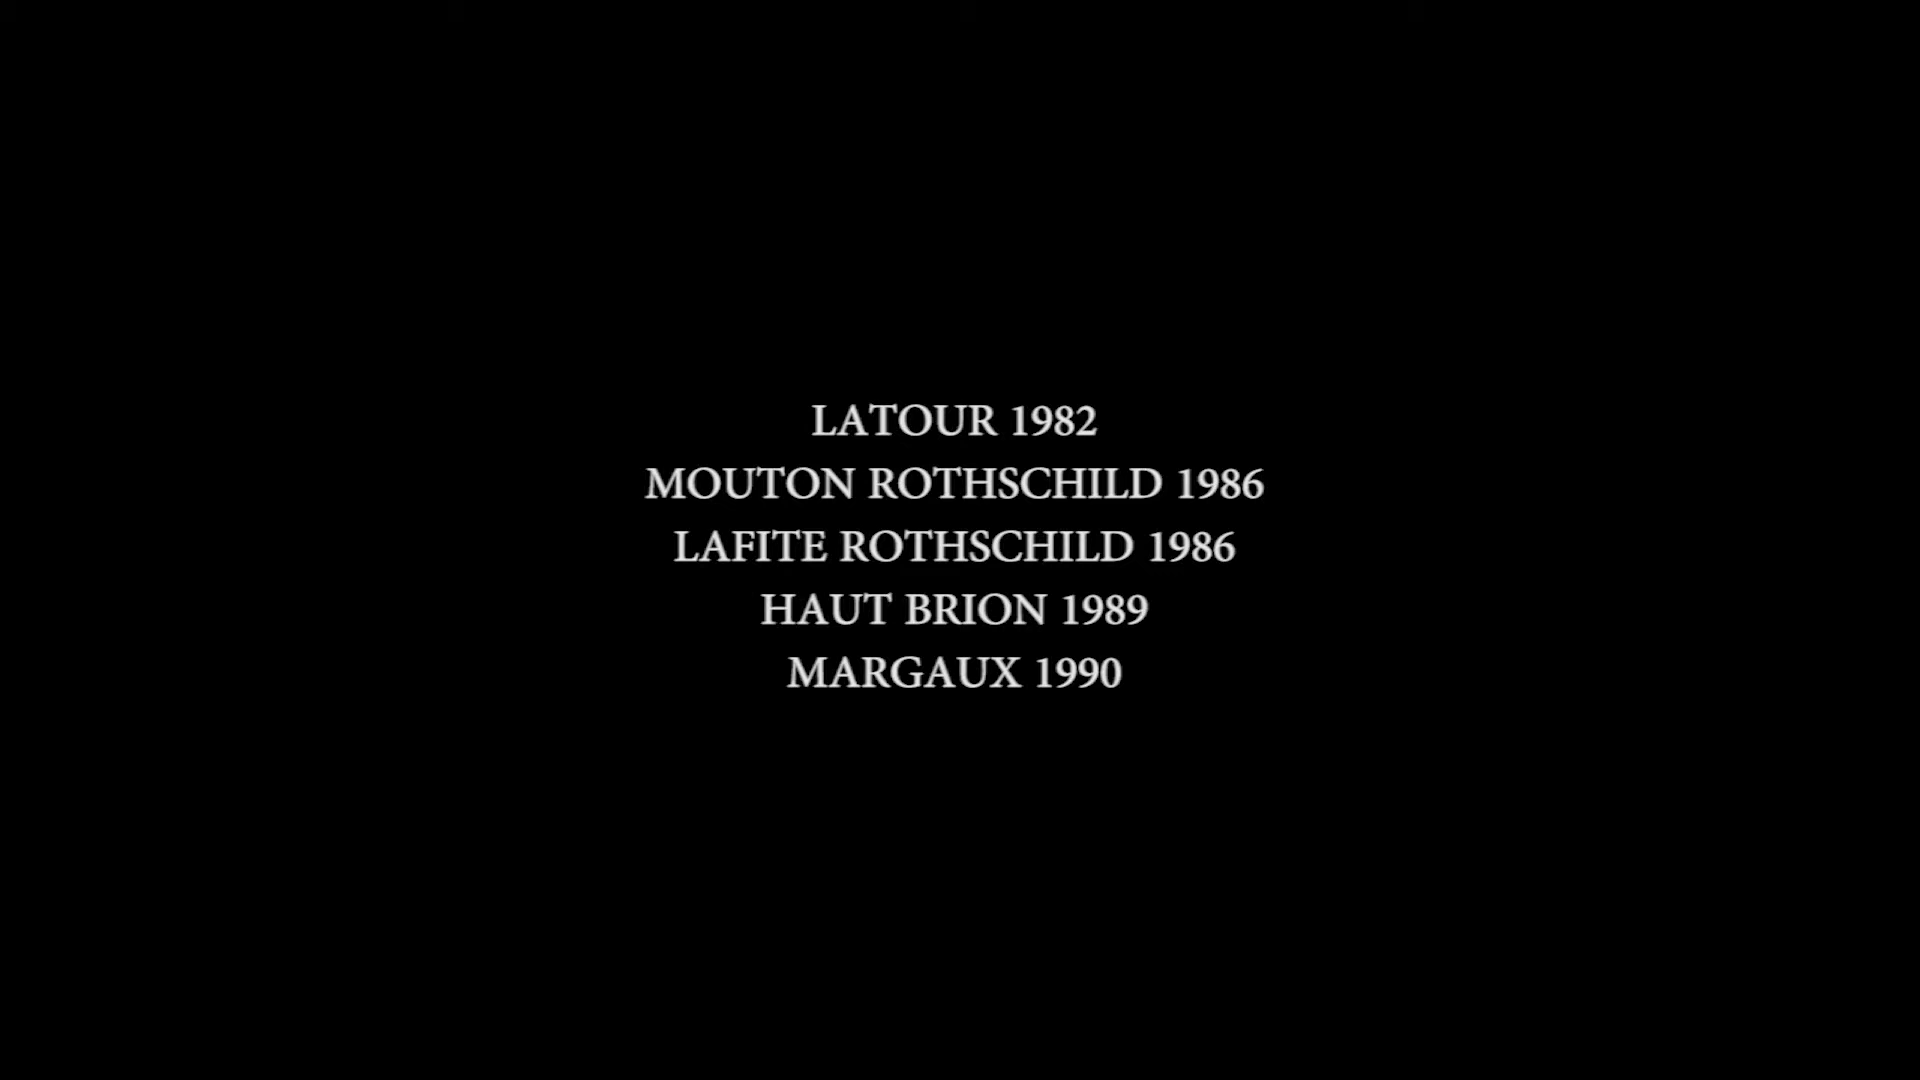 LATOUR 1982
MOUTON ROTHSCHILD 1986
LAFITE ROTHSCHILD 1986
HAUT BRION 1989
MARGAUX 1990